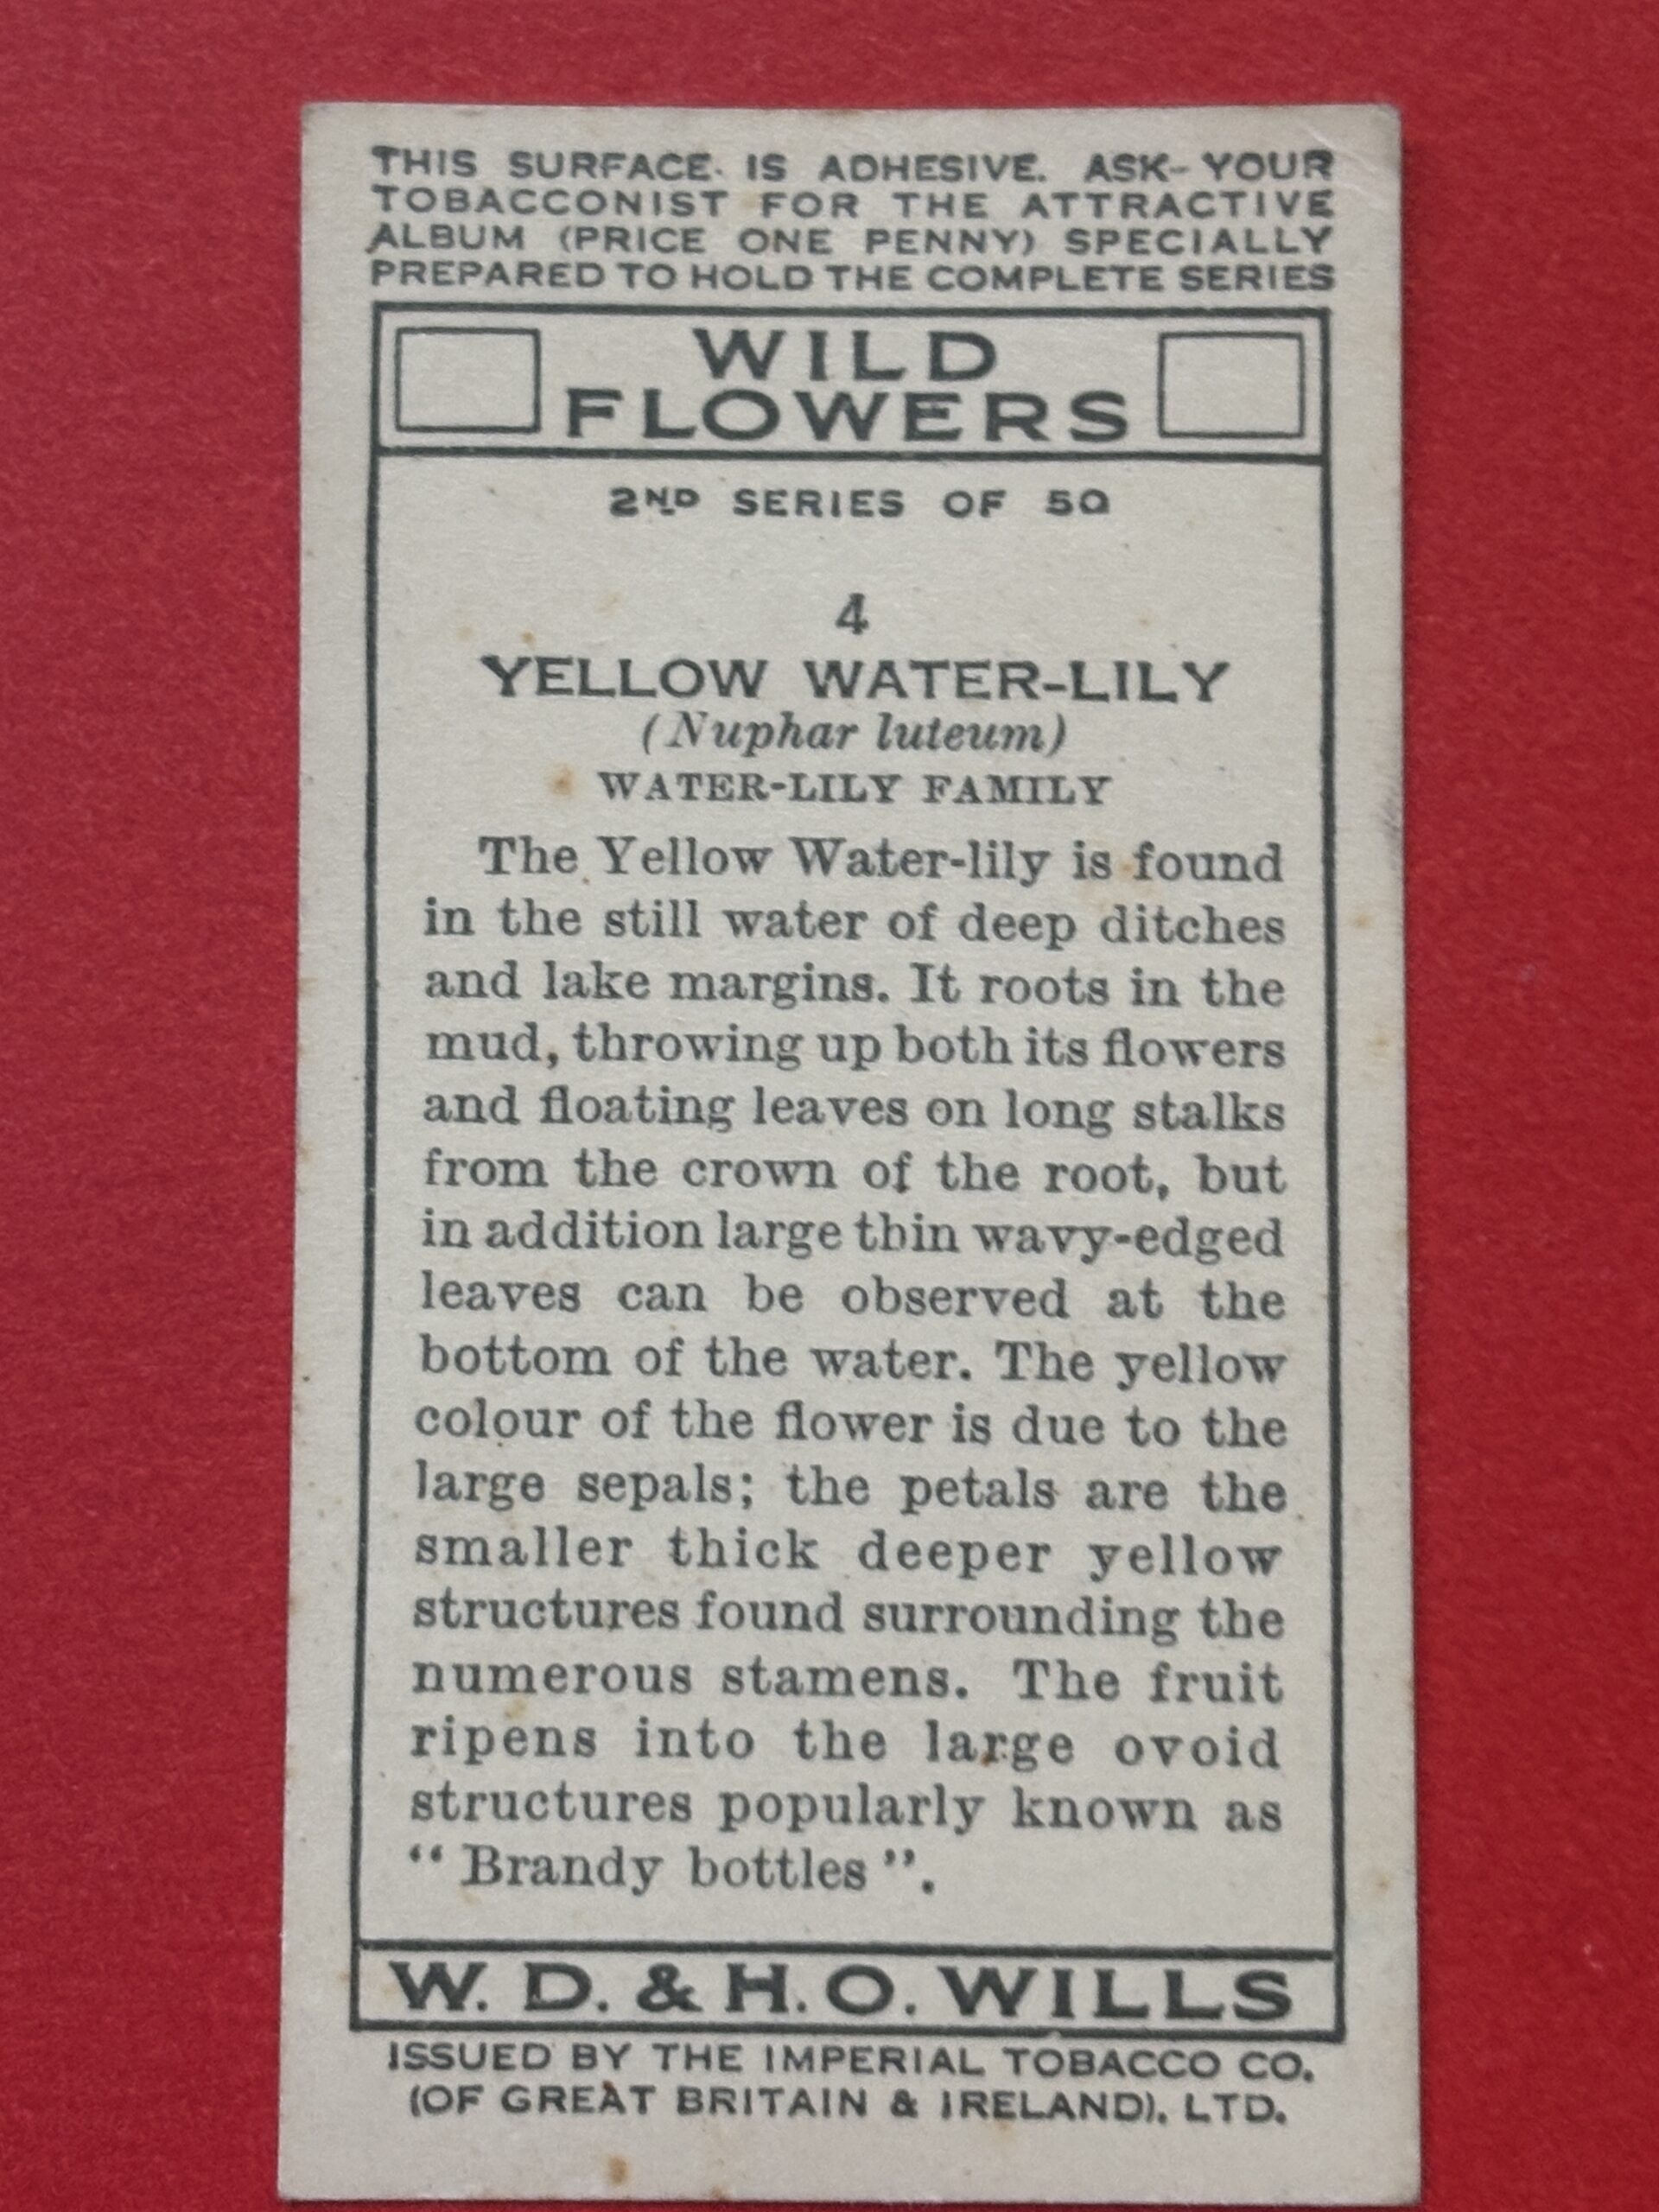 THIS SURFACE IS ADHESIVE. ASK YOUR
TOBACCONIST FOR THE ATTRACTIVE
ALBUM (PRICE ONE PENNY) SPECIALLY
PREPARED TO HOLD THE COMPLETE SERIES
WILD
FLOWERS
2ND SERIES OF 50
4
YELLOW WATER-LILY
(Nuphar luteum)
WATER-LILY FAMILY
The Yellow Water-lily is found
in the still water of deep ditches
and lake margins. It roots in the
mud, throwing up both its flowers
and floating leaves on long stalks
from the crown of the root, but
in addition large thin wavy-edged
leaves can be observed at the
bottom of the water. The yellow
colour of the flower is due to the
large sepals; the petals are the
smaller thick deeper yellow
structures found surrounding the
numerous stamens. The fruit
ripens into the large ovoid
structures popularly known as
“Brandy bottles”.
W. D. & H. O. WILLS
ISSUED BY THE IMPERIAL TOBACCO CO.
(OF GREAT BRITAIN & IRELAND), LTD.